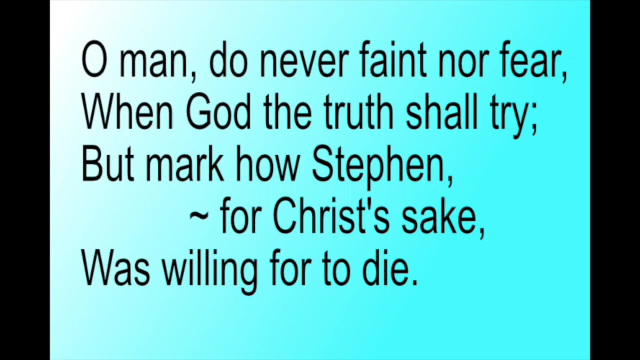 O man, do never faint nor fear,
When God the truth shall try;
But mark how Stephen,
~ for Christ's sake,
Was willing for to die.